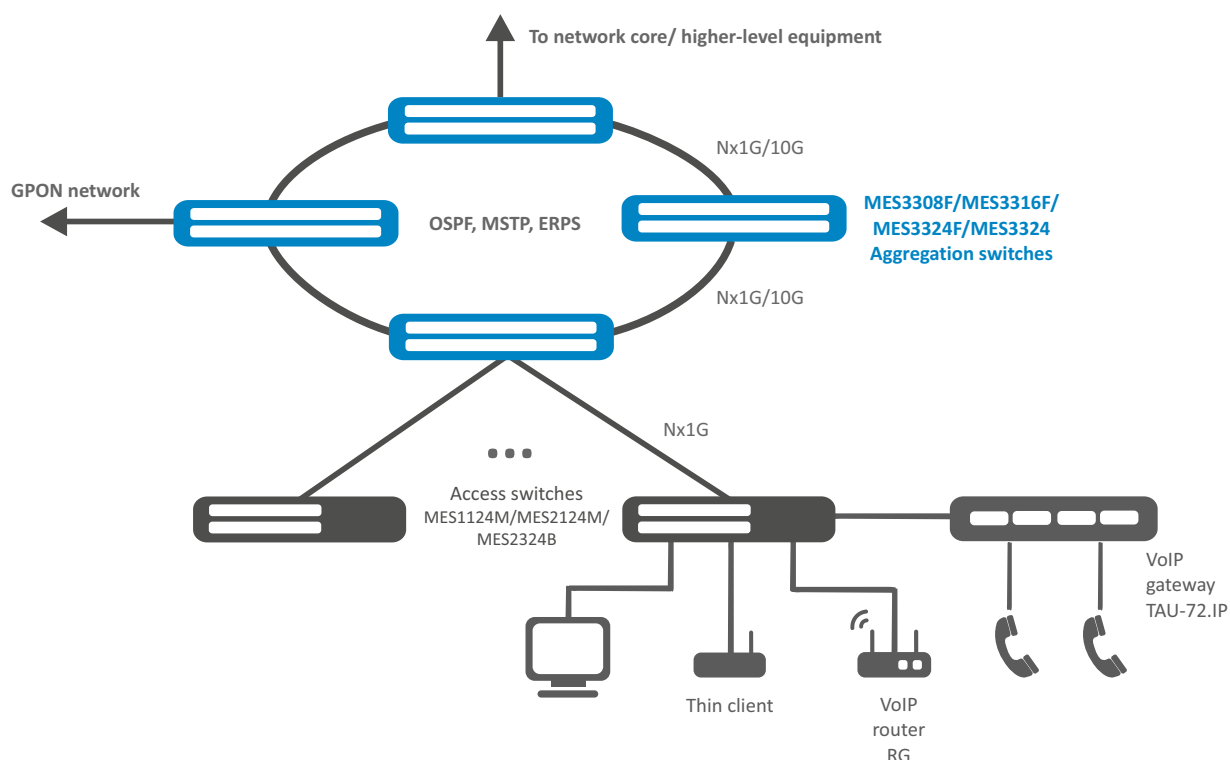 To network core/ higher-level equipment
Nx1G/10G
GPON network
OSPF, MSTP, ERPS
MES3308F/MES3316F/
MES3324F/MES3324
Aggregation switches
Nx1G/10G
Nx1G
Access switches
MES1124M/MES2124M/
MES2324B
VoIP
gateway
TAU-72.IP
Thin client
VoIP
router
RG